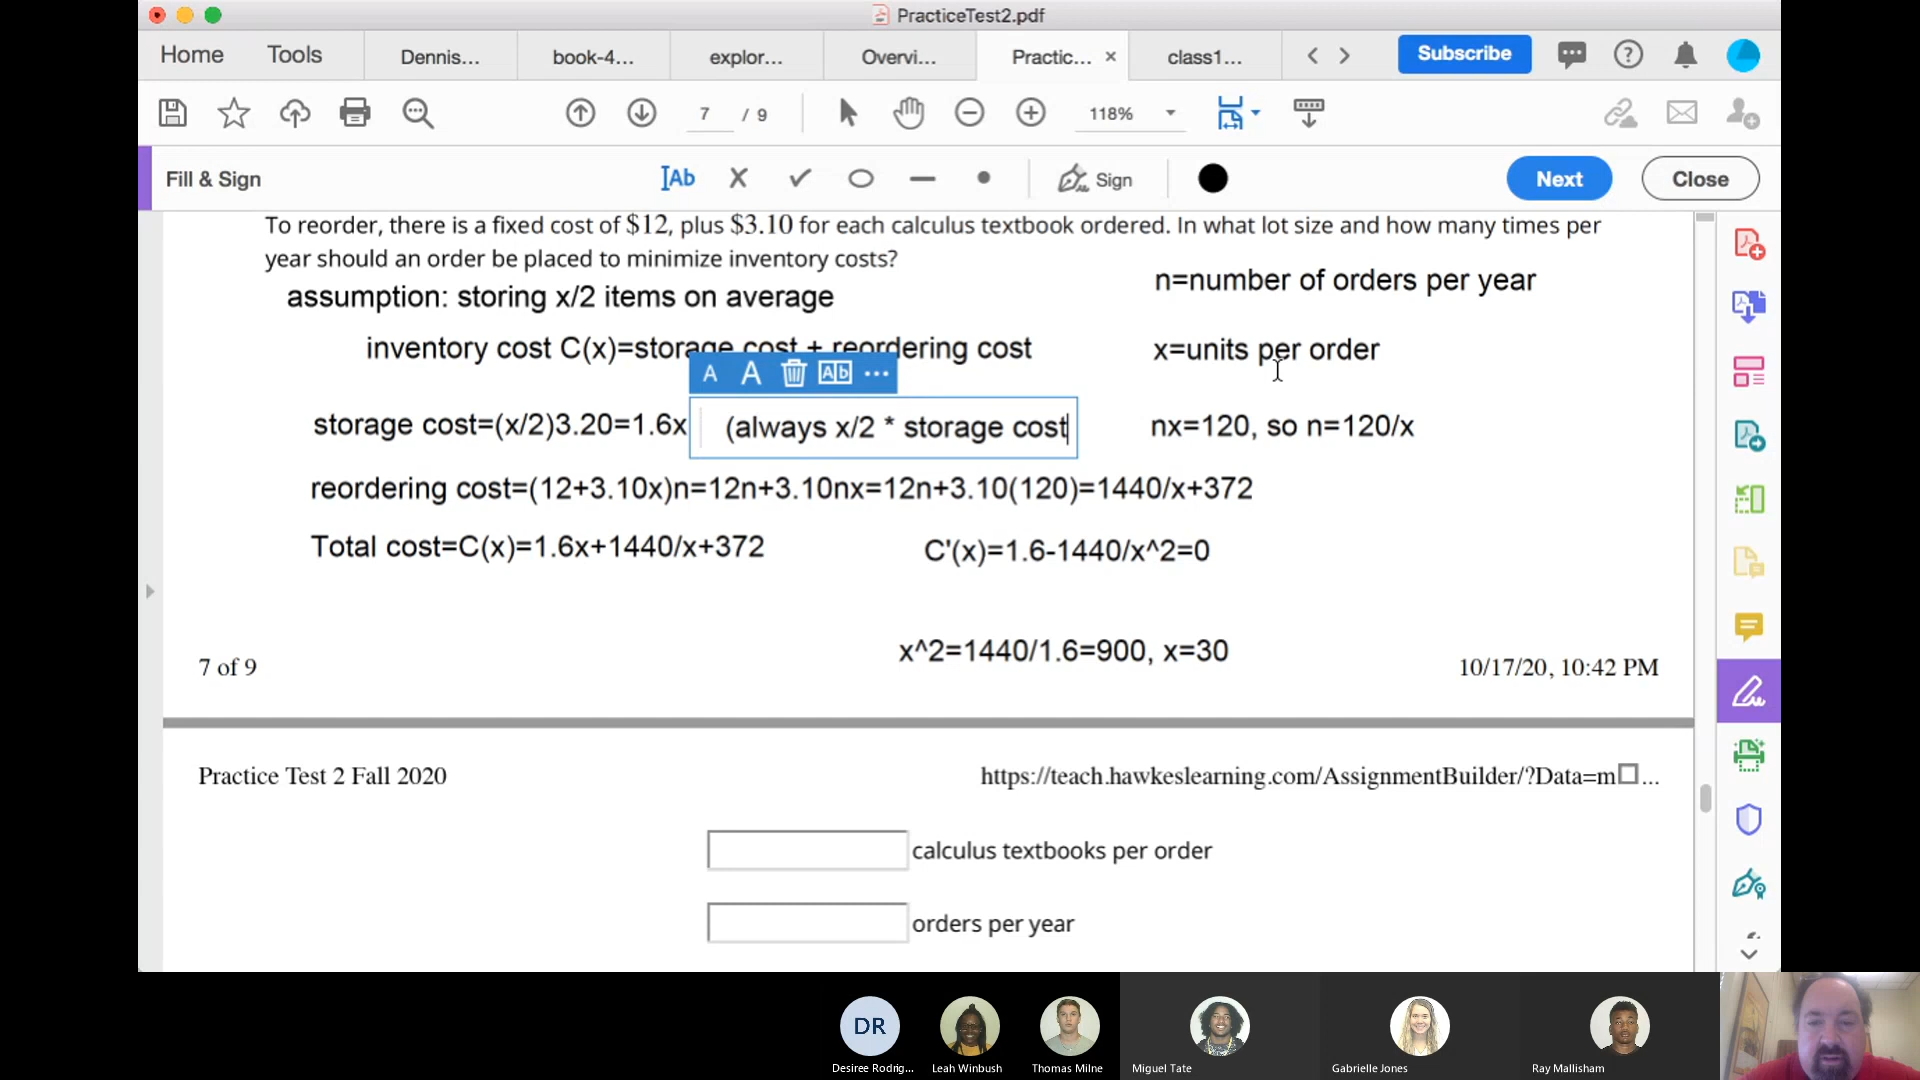 PracticeTest2.pdf
Home Tools Dennis... book-4... explor... Overvi... Practic... × class1... Subscribe
7 / 9 118%
Fill & Sign Ab Sign Next Close
To reorder, there is a fixed cost of $12, plus $3.10 for each calculus textbook ordered. In what lot size and how many times per
year should an order be placed to minimize inventory costs?
n=number of orders per year
assumption: storing x/2 items on average
inventory cost C(x)=storage cost + reordering cost
x=units per order
A A Ab ...
storage cost=(x/2)3.20=1.6x (always x/2 * storage cost
nx=120, so n=120/x
reordering cost=(12+3.10x)n=12n+3.10nx=12n+3.10(120)=1440/x+372
Total cost=C(x)=1.6x+1440/x+372
C'(x)=1.6-1440/x^2=0
x^2=1440/1.6=900, x=30
7 of 9
10/17/20, 10:42 PM
Practice Test 2 Fall 2020
https://teach.hawkeslearning.com/AssignmentBuilder/?Data=m□...
calculus textbooks per order
orders per year
DR
Desiree Rodrig... Leah Winbush Thomas Milne Miguel Tate Gabrielle Jones Ray Mallisham